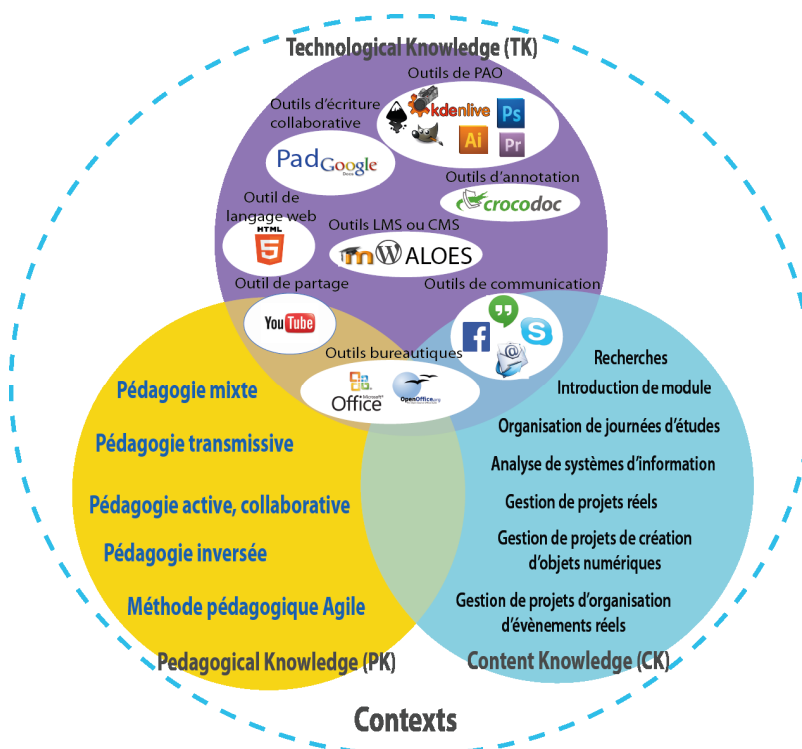 Technological Knowledge (TK)
Outils de PAO
kdenlive
Ps
Ai
Pr
Outils d'écriture
collaborative
Pad
Google
Docs
Outils d'annotation
crocodoc
Outil de
langage web
HTML
5
Outils LMS ou CMS
m
W
ALOES
Outil de partage
YouTube
Outils de communication
f
S
@
Outils bureautiques
Microsoft
Office
OpenOffice.org
Pédagogie mixte
Pédagogie transmissive
Pédagogie active, collaborative
Pédagogie inversée
Méthode pédagogique Agile
Pedagogical Knowledge (PK)
Recherches
Introduction de module
Organisation de journées d'études
Analyse de systèmes d'information
Gestion de projets réels
Gestion de projets de création
d'objets numériques
Gestion de projets d'organisation
d'évènements réels
Content Knowledge (CK)
Contexts